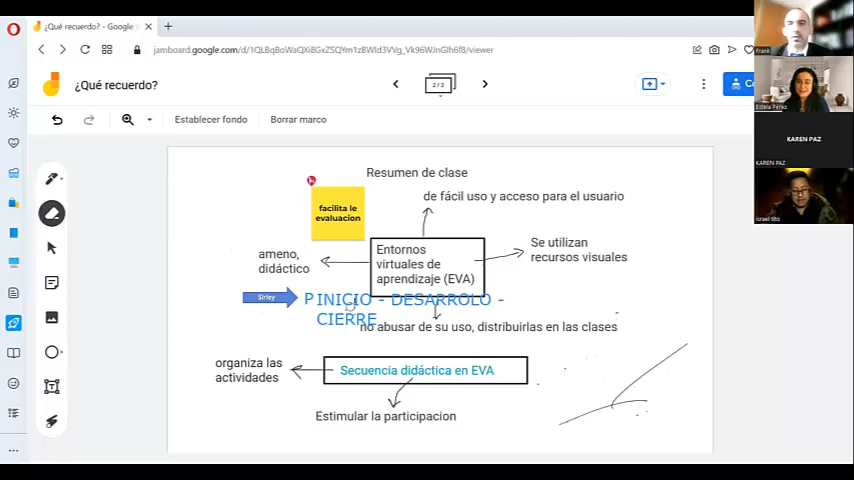 ¿Qué recuerdo? - Google
jamboard.google.com/d/1QLBqBoWaQXi8GxZSQYm1zBWId3VVg_Vk96WJnGIh6f8/viewer
¿Qué recuerdo?
2 / 3
Establecer fondo
Borrar marco
Resumen de clase
facilita le
evaluacion
de fácil uso y acceso para el usuario
Entornos
virtuales de
aprendizaje (EVA)
ameno,
didáctico
Se utilizan
recursos visuales
Sirley
P INICIO - DESARROLO -
CIERRE
no abusar de su uso, distribuirlas en las clases
organiza las
actividades
Secuencia didáctica en EVA
Estimular la participacion
Frank
Estela Pérez
KAREN PAZ
KAREN PAZ
israel tito